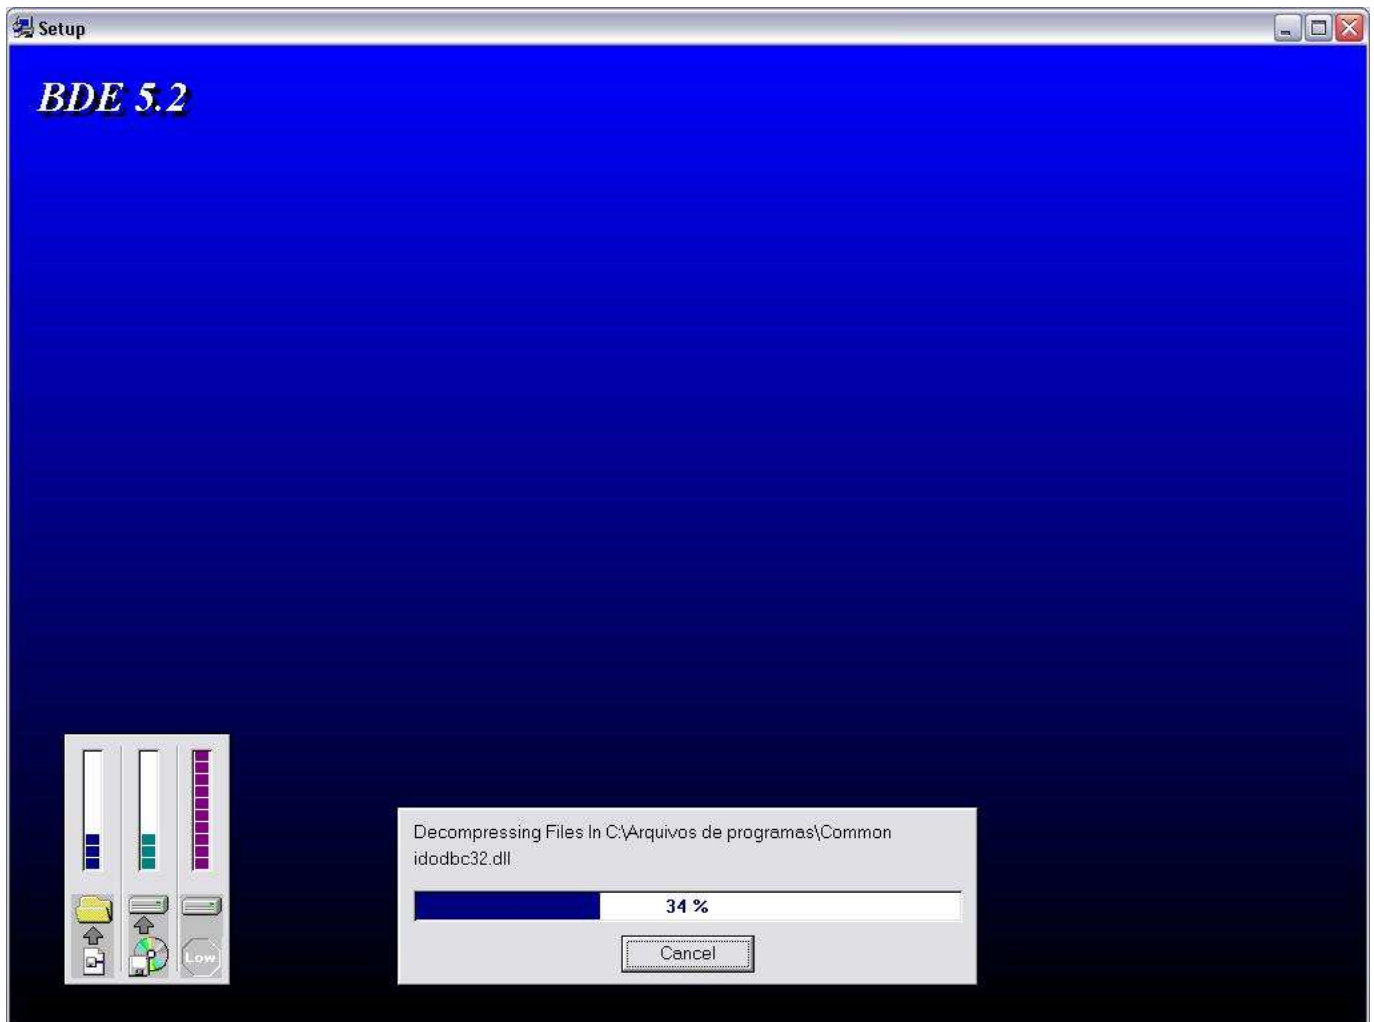 Setup
BDE 5.2
Decompressing Files In C:\Arquivos de programas\Common
idodbc32.dll
34 %
Cancel
Low